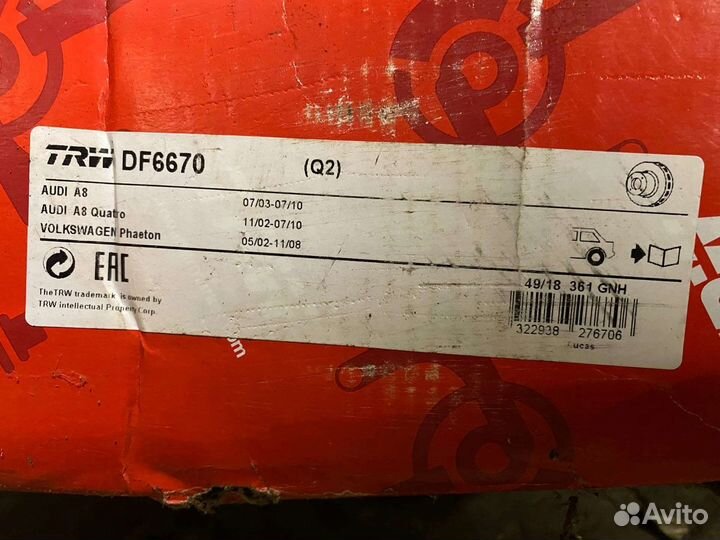 TRW DF6670 (Q2)
AUDI A8 07/03-07/10
AUDI A8 Quattro 11/02-07/10
VOLKSWAGEN Phaeton 05/02-11/08
EAC
The TRW trademark is owned by
TRW intellectual Property Corp.
49/18 361 GNH
322938 276706
Lucas
.com
Avito